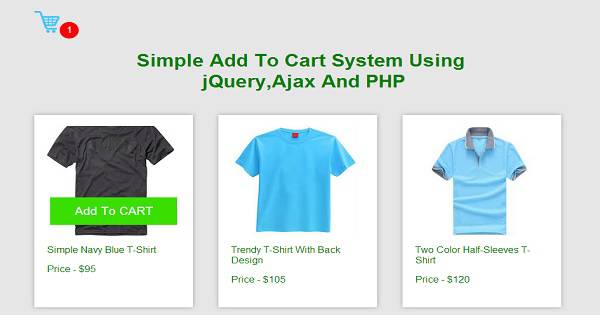 1
Simple Add To Cart System Using
jQuery,Ajax And PHP
Add To CART
Simple Navy Blue T-Shirt
Price - $95
Trendy T-Shirt With Back
Design
Price - $105
Two Color Half-Sleeves T-
Shirt
Price - $120